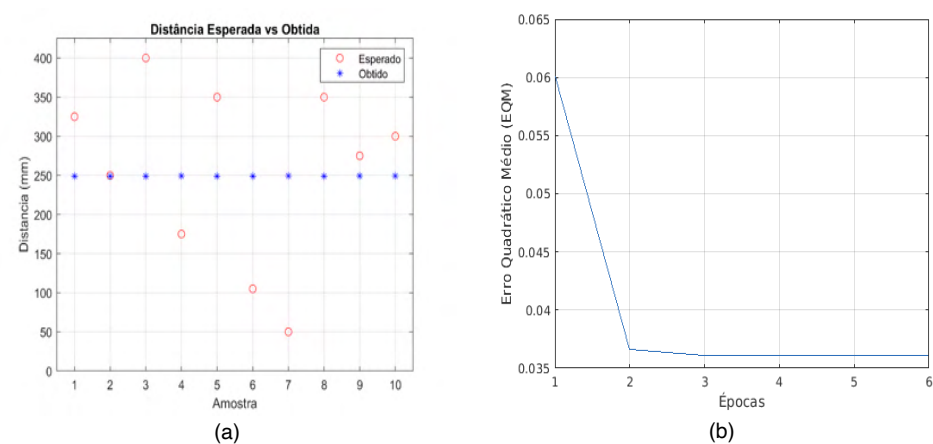 Distância Esperada vs Obtida
Esperado
Obtido
400
350
300
250
200
150
100
50
0
Distancia (mm)
1 2 3 4 5 6 7 8 9 10
Amostra
(a)
0.065
0.06
0.055
0.05
0.045
0.04
0.035
Erro Quadrático Médio (EQM)
1 2 3 4 5 6
Épocas
(b)